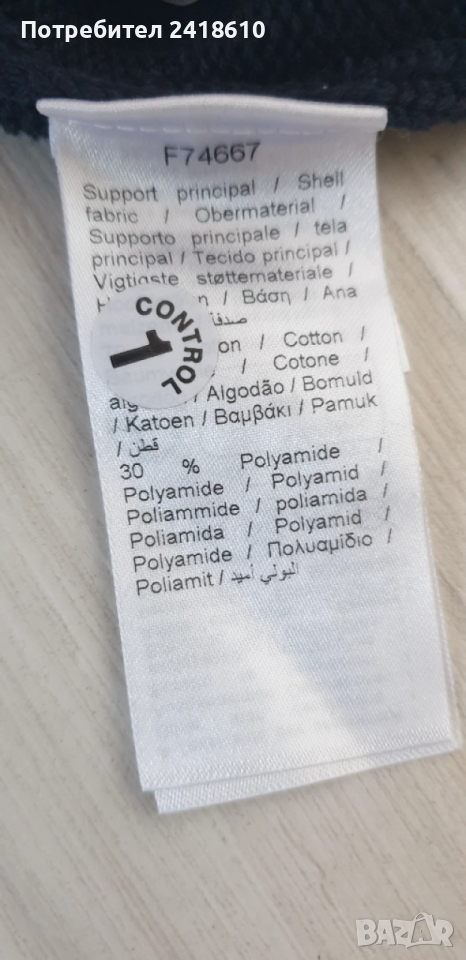 Потребител 2418610
F74667
Support principal / Shell
fabric / Obermaterial /
Supporto principale / tela
principal / Tecido principal /
Vigtigste støttemateriale /
/ Βάση / Ana
CONTROL
1
/ Cotton /
/ Cotone /
/ Algodão / Bomuld
/ Katoen / Βαμβάκι / Pamuk
/ قطن
30 % Polyamide /
Polyamide / Polyamid /
Poliammide / poliamida /
Poliamida / Polyamid /
Polyamide / Πολυαμίδιο /
Poliamit / البولي أميد
BAZAR